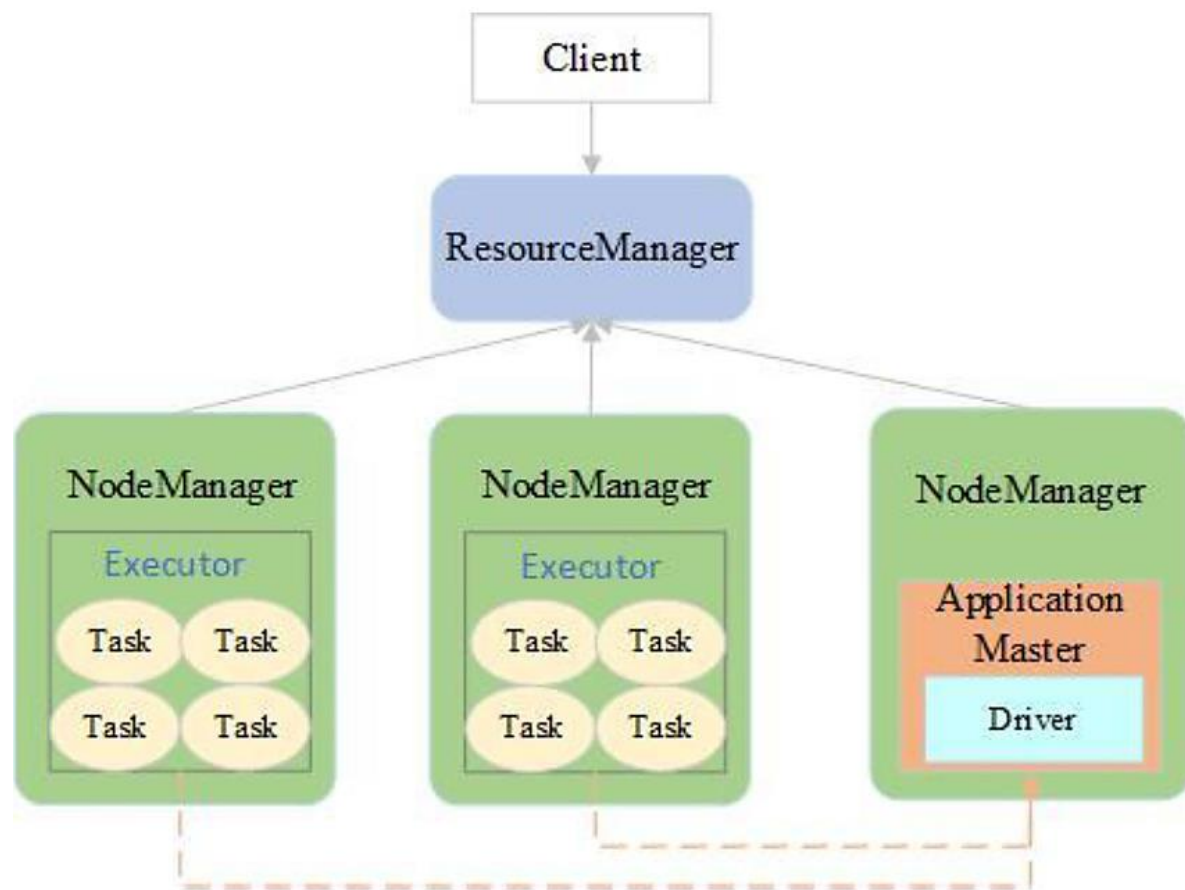 Client
ResourceManager
NodeManager
Executor
Task Task
Task Task
NodeManager
Executor
Task Task
Task Task
NodeManager
Application
Master
Driver